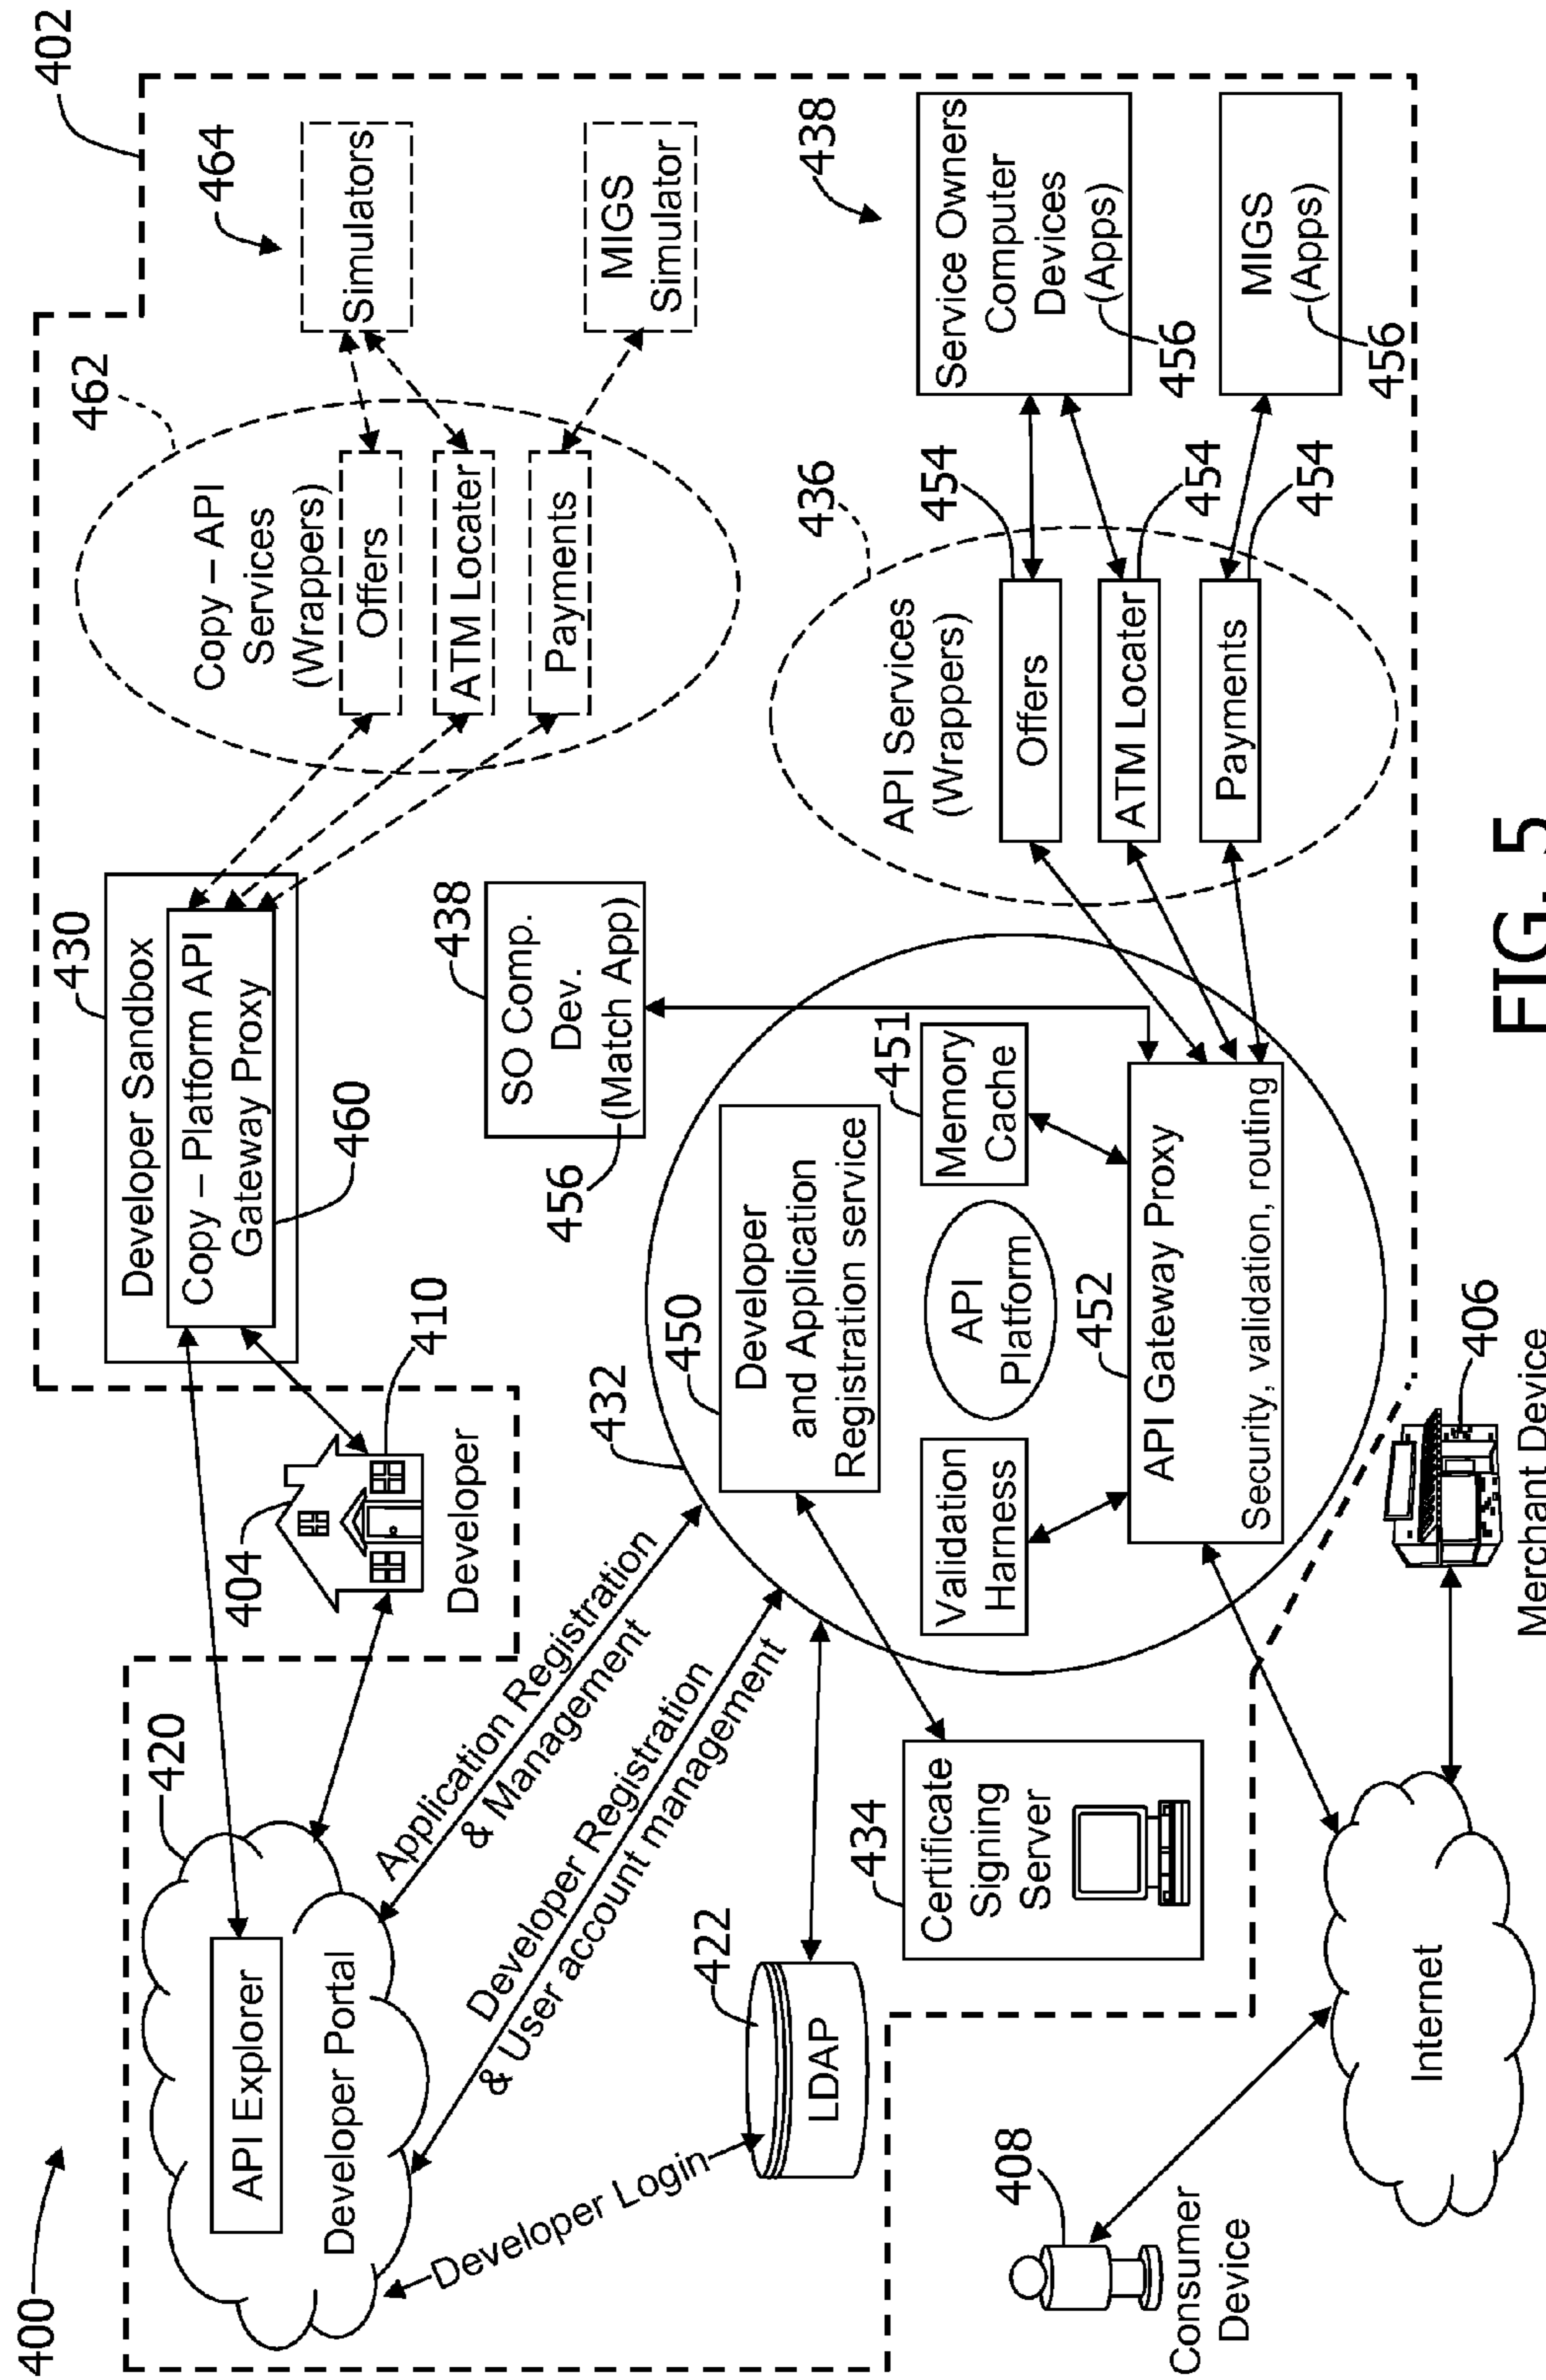 400
402
420
API Explorer
Developer Portal
404
410
Developer
430
Developer Sandbox
Copy – Platform API
Gateway Proxy
460
462
Copy – API
Services
(Wrappers)
Offers
ATM Locater
Payments
464
Simulators
MIGS
Simulator
Application Registration
& Management
Developer Registration
& User account management
Developer Login
422
LDAP
434
Certificate
Signing
Server
432
450
Developer
and Application
Registration service
438
SO Comp.
Dev.
(Match App)
456
451
Memory
Cache
API
Platform
Validation
Harness
452
API Gateway Proxy
Security, validation, routing
436
API Services
(Wrappers)
Offers
454
ATM Locater
454
Payments
454
438
Service Owners
Computer
Devices
(Apps)
456
MIGS
(Apps)
456
408
Consumer
Device
Internet
406
Merchant Device
FIG. 5